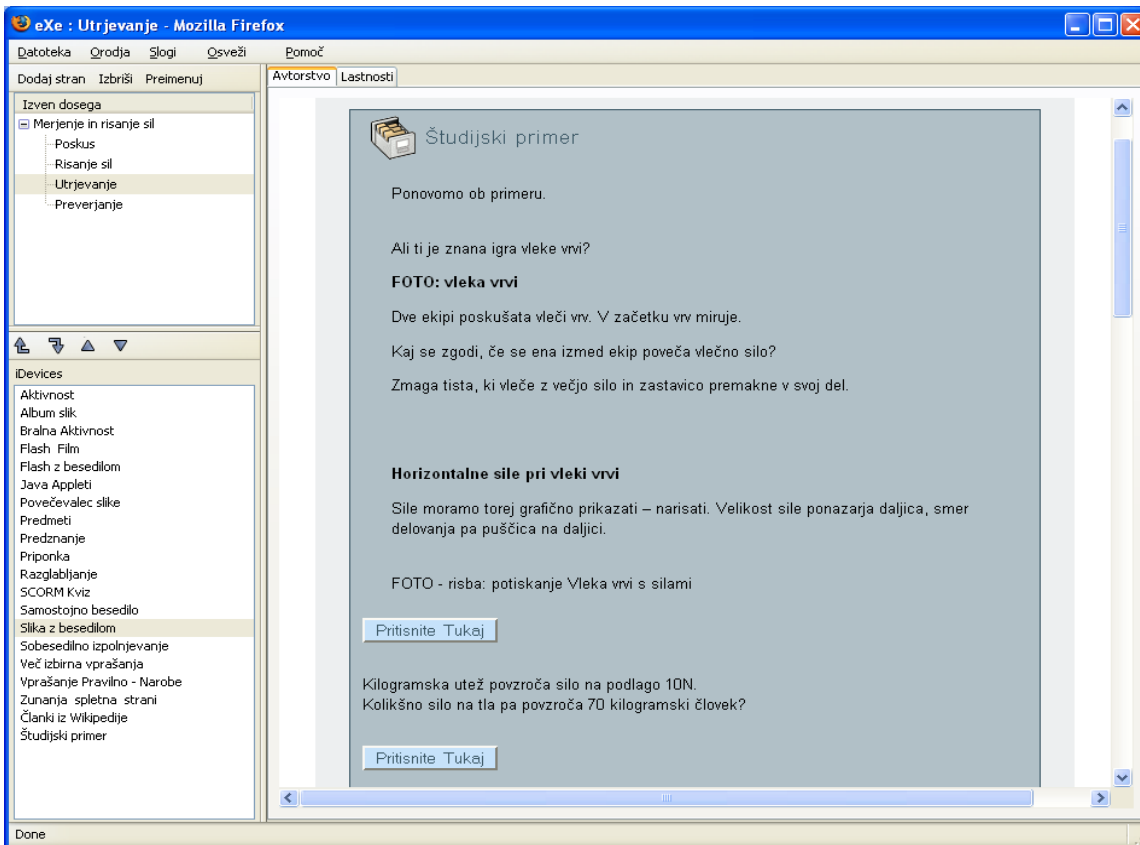 eXe : Utrjevanje - Mozilla Firefox
Datoteka Orodja Slogi Osveži Pomoč
Dodaj stran Izbriši Preimenuj
Izven dosega
Merjenje in risanje sil
Poskus
Risanje sil
Utrjevanje
Preverjanje
iDevices
Aktivnost
Album slik
Bralna Aktivnost
Flash Film
Flash z besedilom
Java Appleti
Povečevalec slike
Predmeti
Predznanje
Priponka
Razglabljanje
SCORM Kviz
Samostojno besedilo
Slika z besedilom
Sobesedilno izpolnjevanje
Več izbirna vprašanja
Vprašanje Pravilno - Narobe
Zunanja spletna strani
Članki iz Wikipedije
Študijski primer
Avtorstvo Lastnosti
Študijski primer
Ponovomo ob primeru.
Ali ti je znana igra vleke vrvi?
FOTO: vleka vrvi
Dve ekipi poskušata vleči vrv. V začetku vrv miruje.
Kaj se zgodi, če se ena izmed ekip poveča vlečno silo?
Zmaga tista, ki vleče z večjo silo in zastavico premakne v svoj del.
Horizontalne sile pri vleki vrvi
Sile moramo torej grafično prikazati – narisati. Velikost sile ponazarja daljica, smer
delovanja pa puščica na daljici.
FOTO - risba: potiskanje Vleka vrvi s silami
Pritisnite Tukaj
Kilogramska utež povzroča silo na podlago 10N.
Kolikšno silo na tla pa povzroča 70 kilogramski človek?
Pritisnite Tukaj
Done